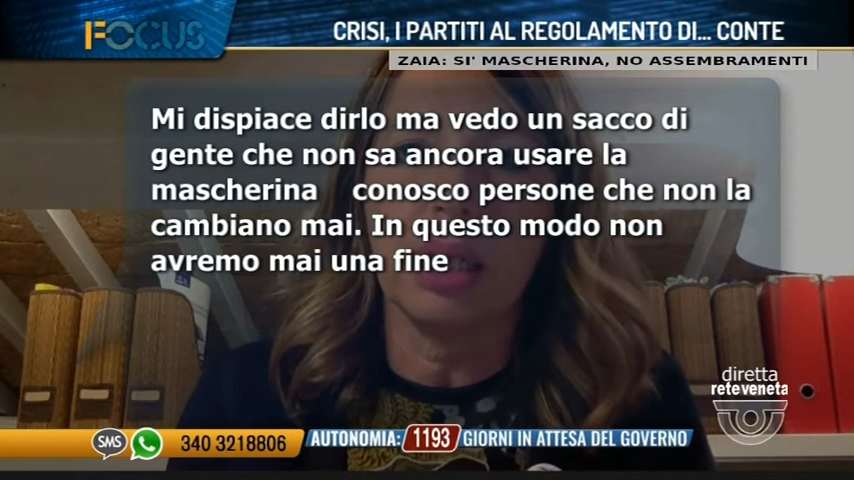 FOCUS
CRISI, I PARTITI AL REGOLAMENTO DI... CONTE
ZAIA: SI' MASCHERINA, NO ASSEMBRAMENTI
Mi dispiace dirlo ma vedo un sacco di
gente che non sa ancora usare la
mascherina conosco persone che non la
cambiano mai. In questo modo non
avremo mai una fine
diretta
reteveneta
SMS 340 3218806 AUTONOMIA: 1193 GIORNI IN ATTESA DEL GOVERNO